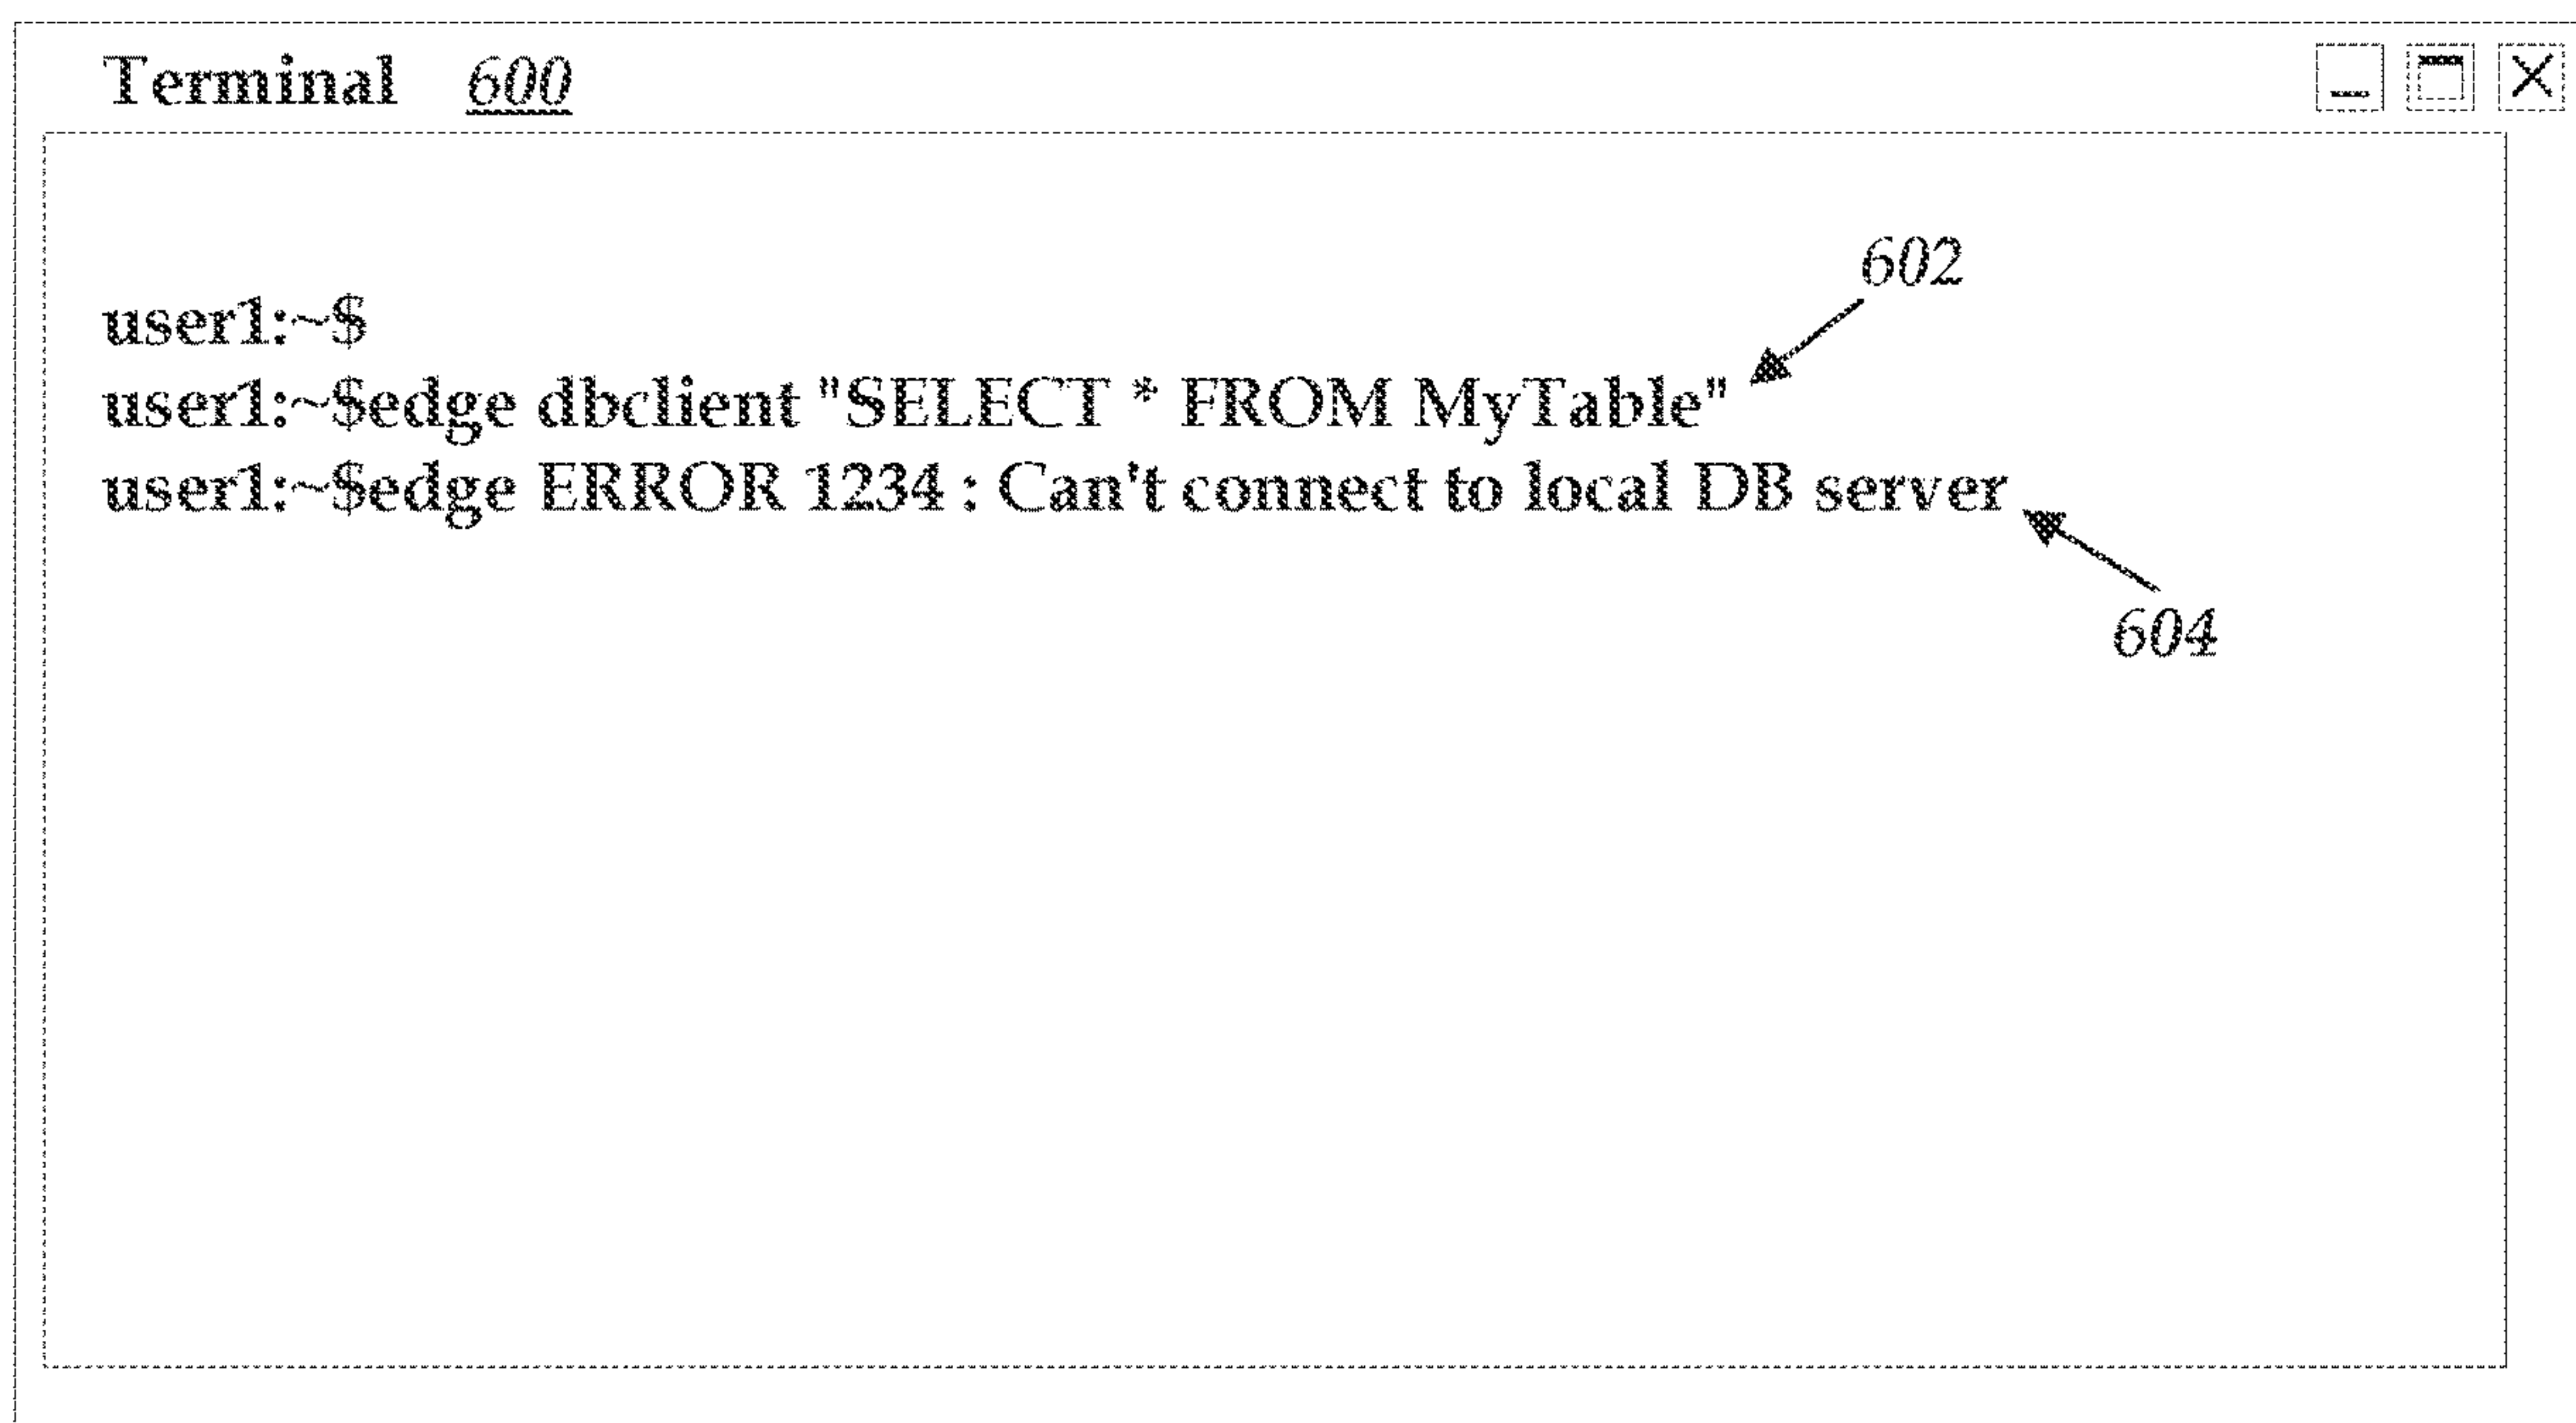 Terminal 600
602
user1:~$
user1:~$edge dbclient "SELECT * FROM MyTable"
user1:~$edge ERROR 1234 : Can't connect to local DB server
604